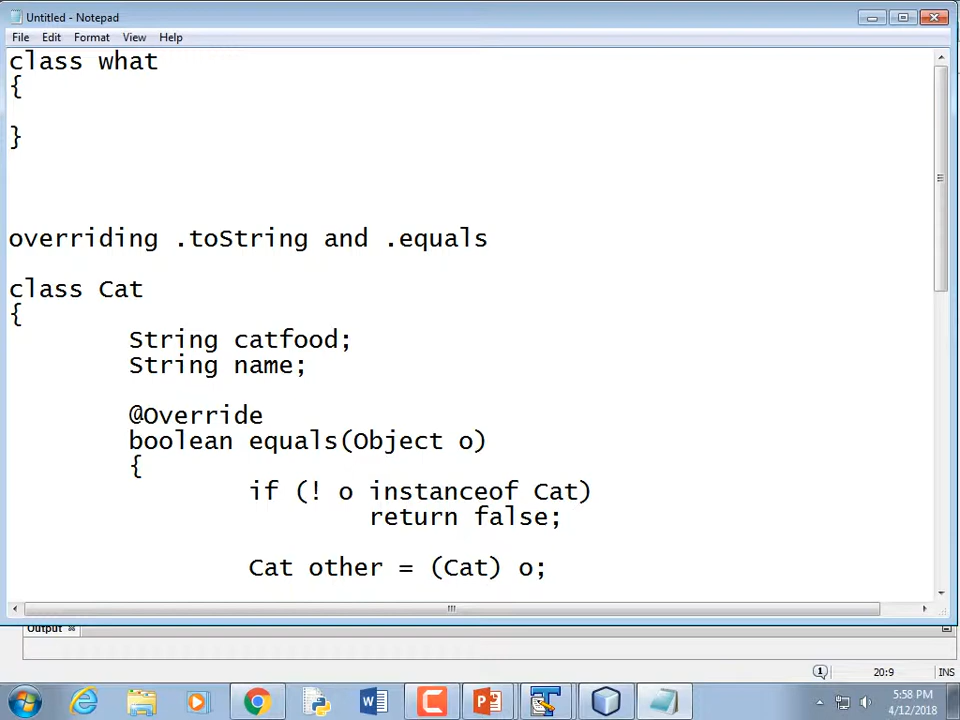 Untitled - Notepad
File Edit Format View Help
class what
{
}
overriding .toString and .equals
class Cat
{
String catfood;
String name;
@Override
boolean equals(Object o)
{
if (! o instanceof Cat)
return false;
Cat other = (Cat) o;
Output
20:9 INS
5:58 PM
4/12/2018